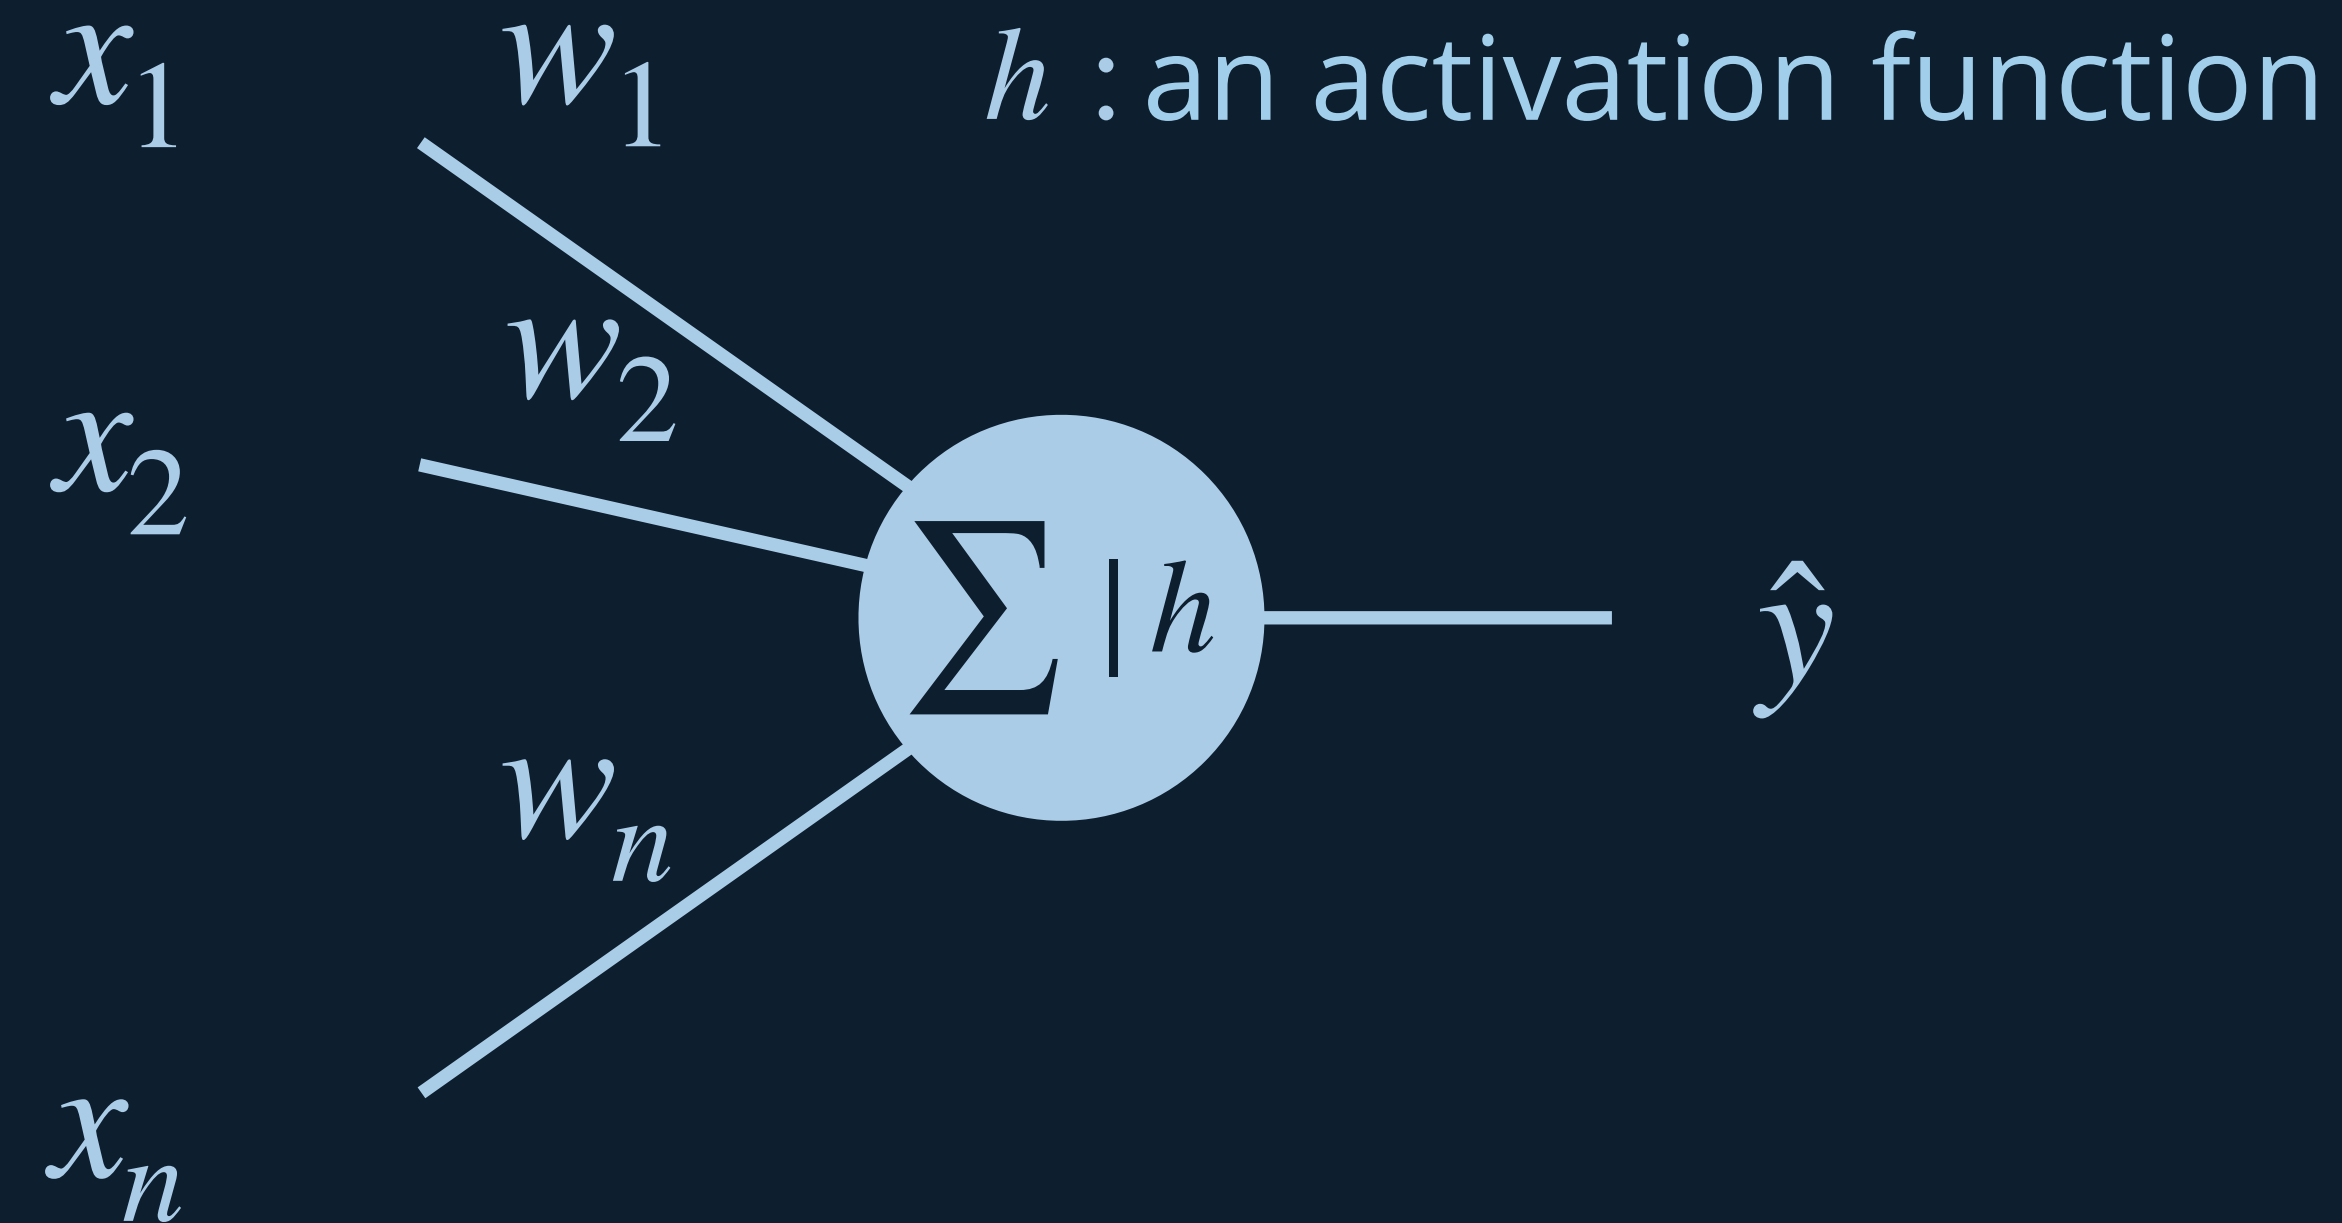 x₁
w₁
h : an activation function
w₂
x₂
Σ | h
ŷ
wₙ
xₙ